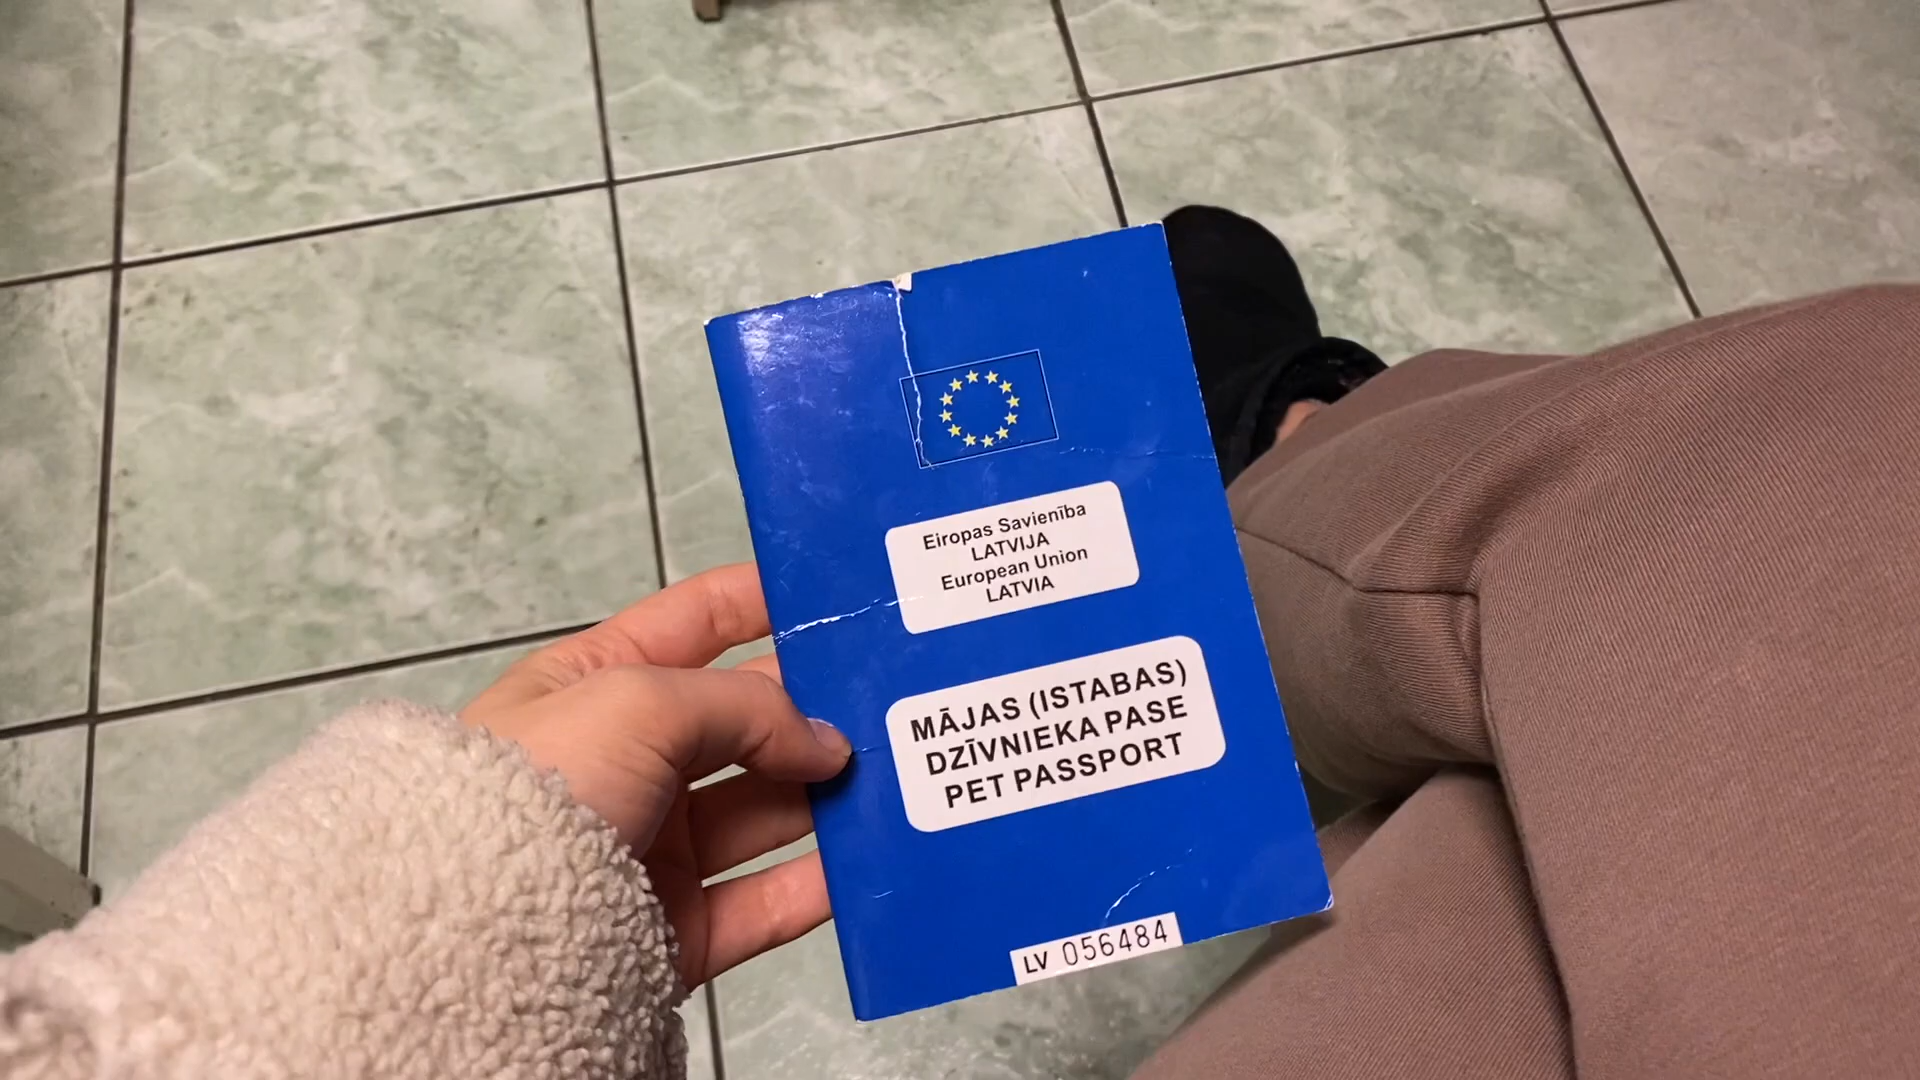 Eiropas Savienība
LATVIJA
European Union
LATVIA
MĀJAS (ISTABAS)
DZĪVNIEKA PASE
PET PASSPORT
LV 056484